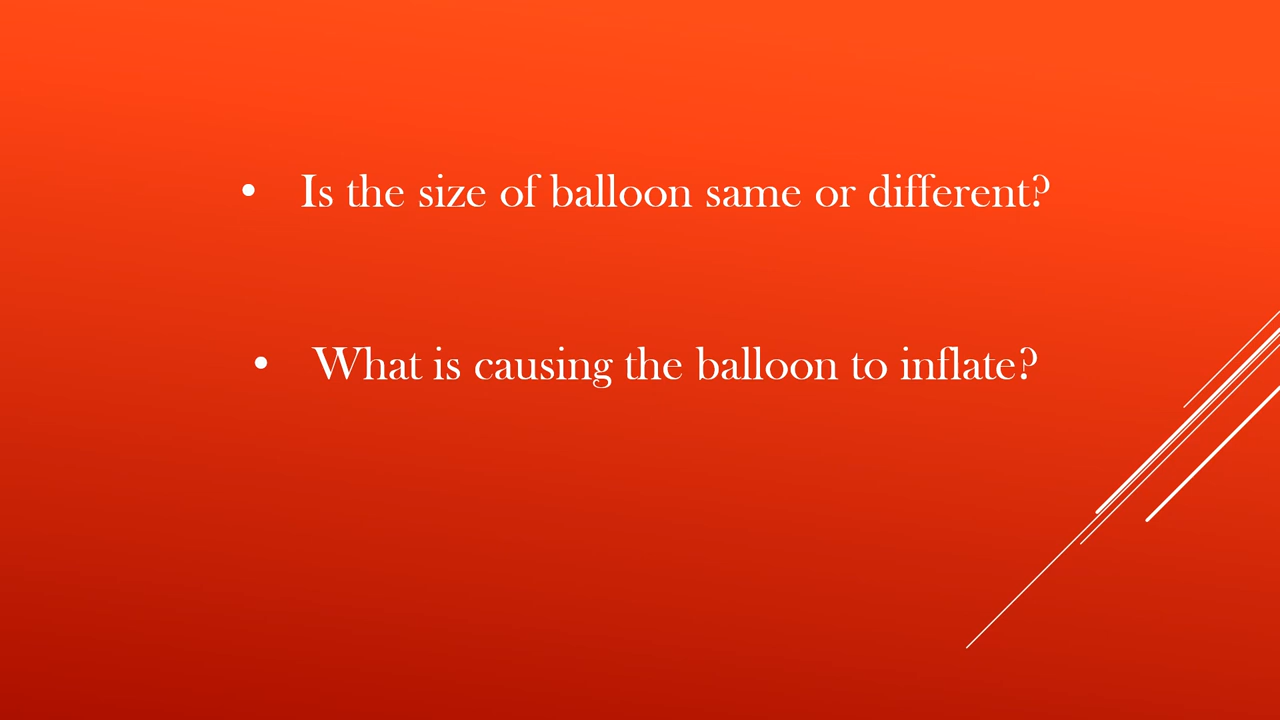 • Is the size of balloon same or different?
• What is causing the balloon to inflate?